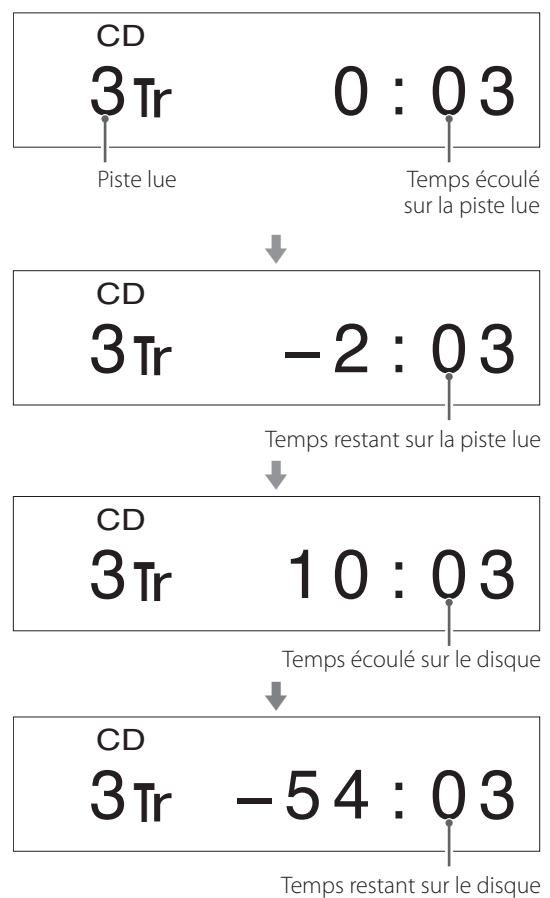 CD
3Tr 0 : 03
Piste lue
Temps écoulé
sur la piste lue
CD
3Tr –2 : 03
Temps restant sur la piste lue
CD
3Tr 10 : 03
Temps écoulé sur le disque
CD
3Tr –54 : 03
Temps restant sur le disque